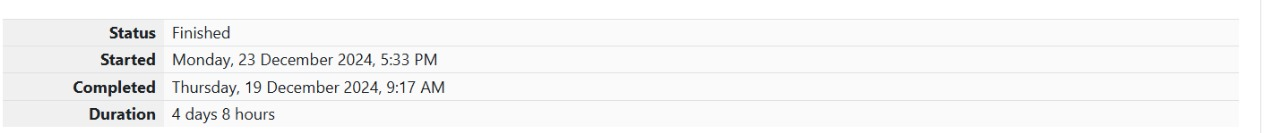 Status Finished
Started Monday, 23 December 2024, 5:33 PM
Completed Thursday, 19 December 2024, 9:17 AM
Duration 4 days 8 hours